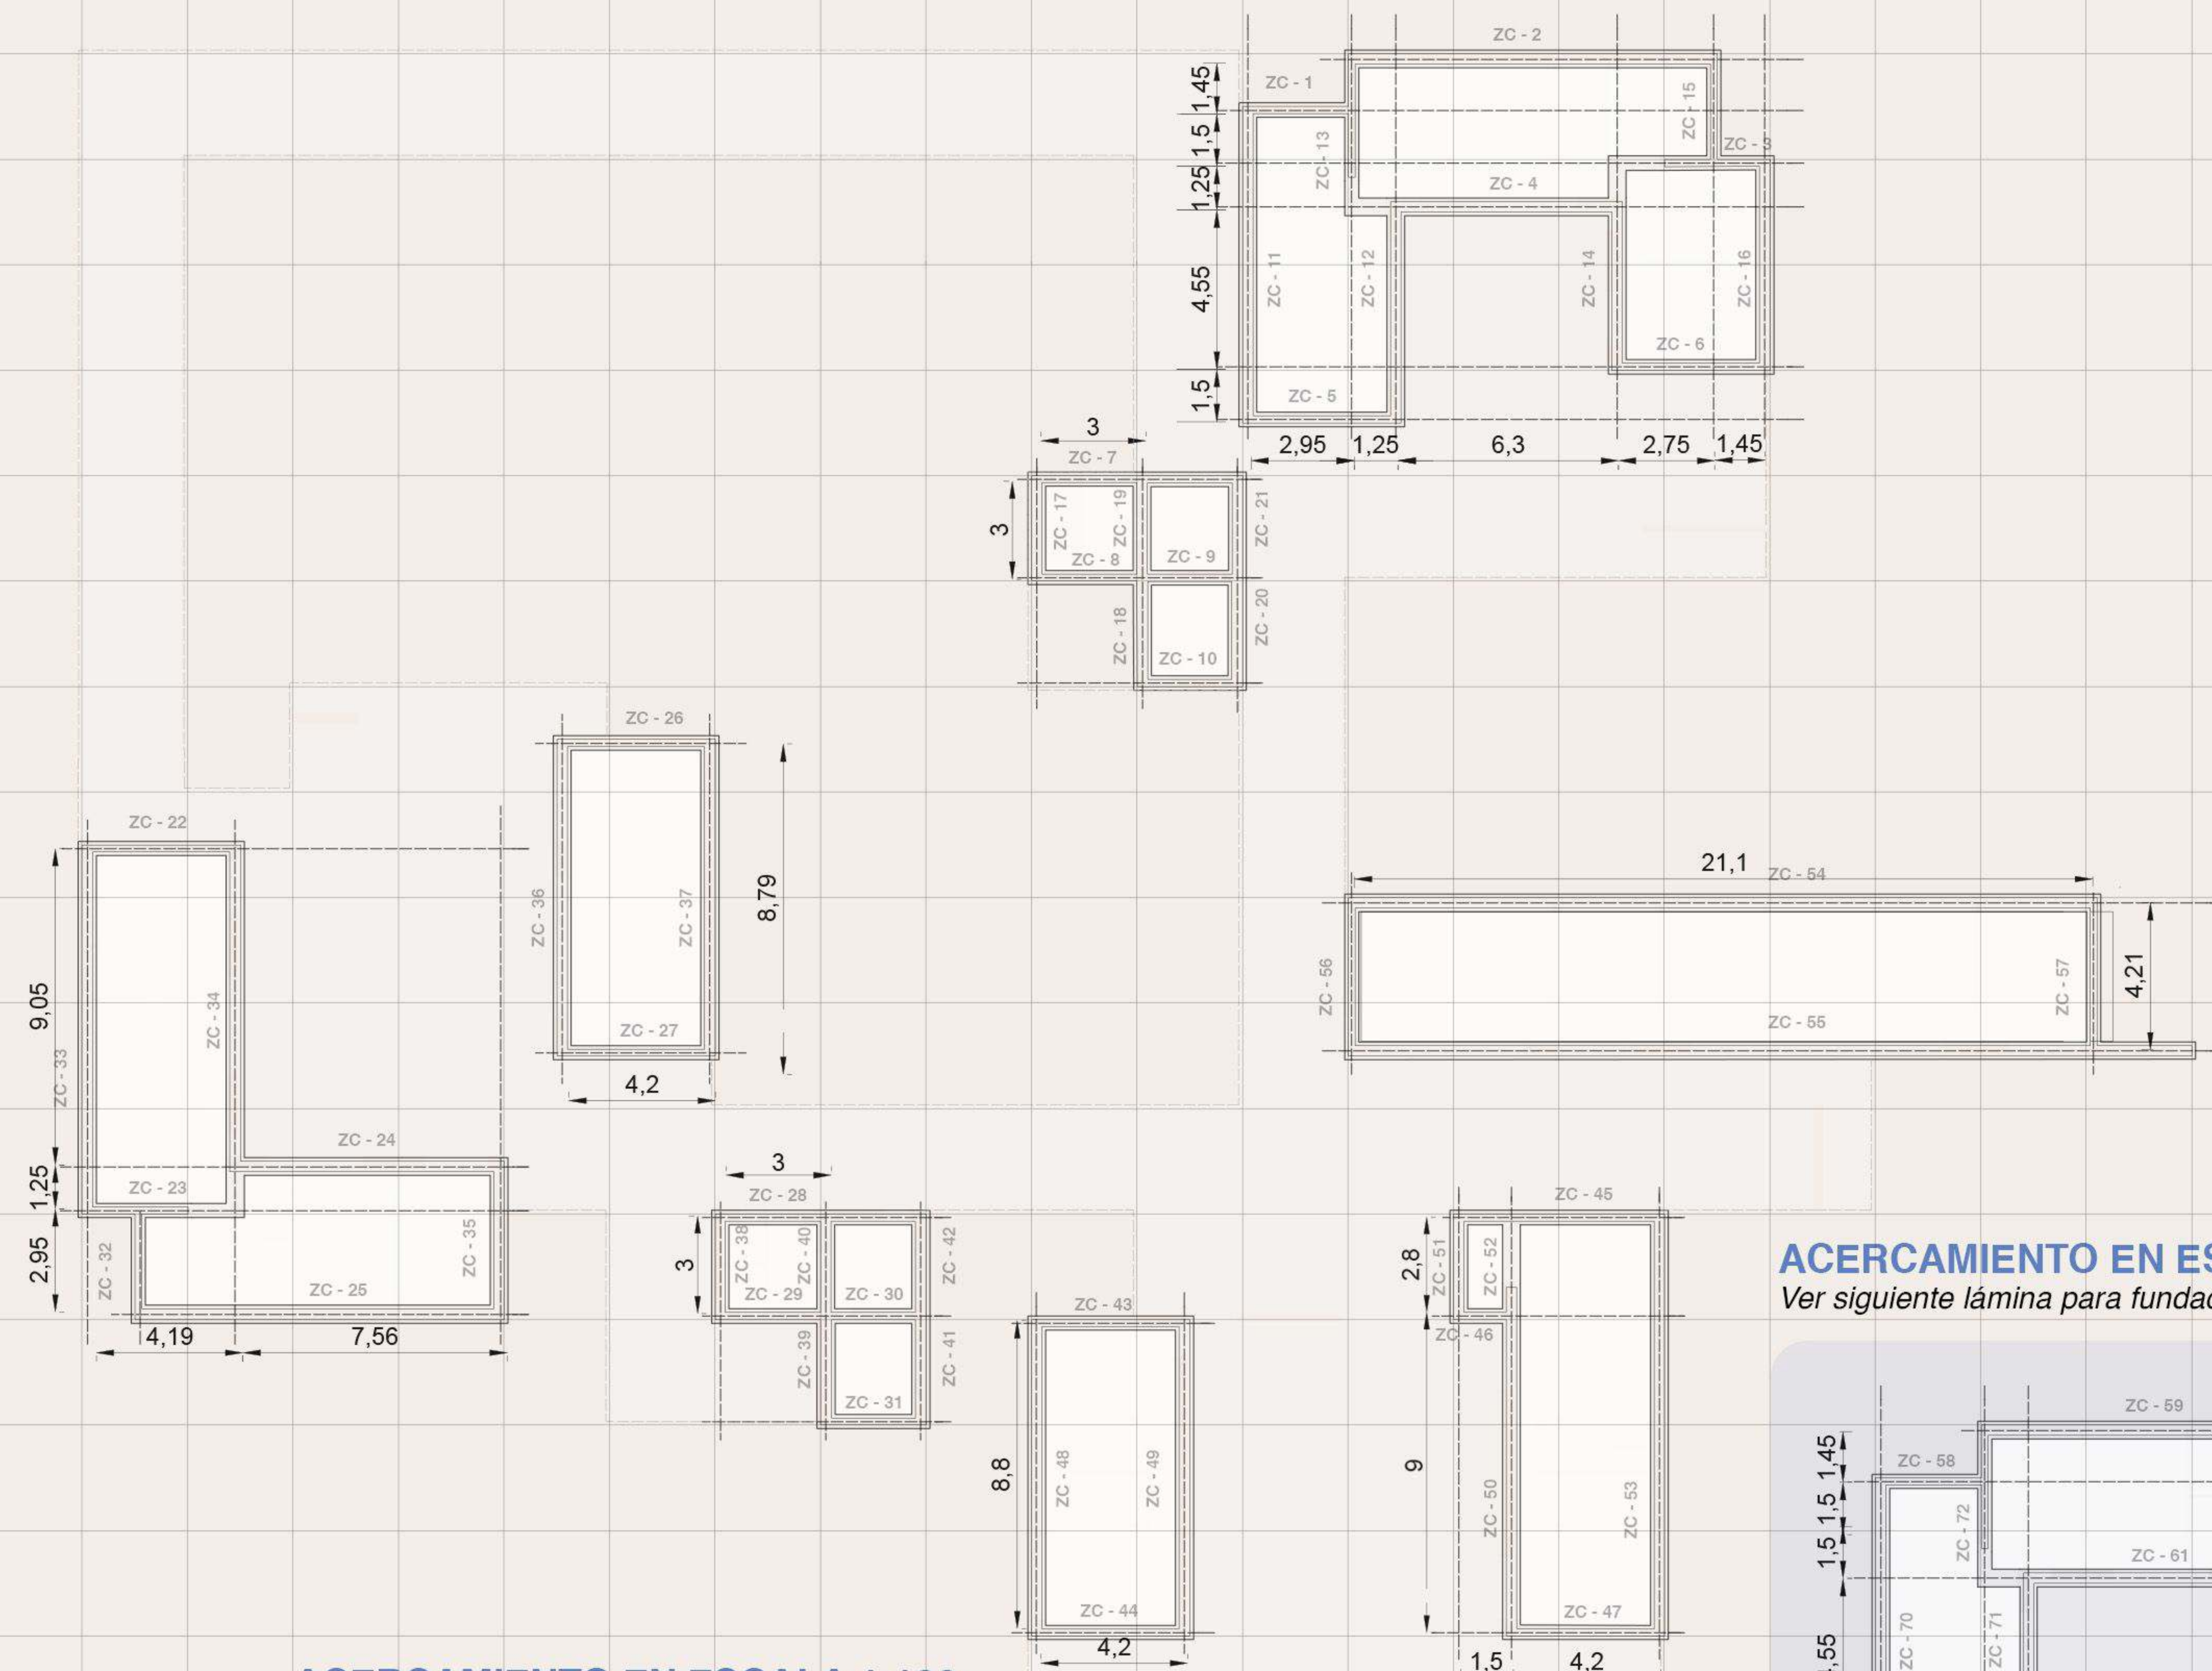 ZC - 2
ZC - 1
1,45
1,5
1,25
4,55
1,5
ZC - 13
ZC - 15
ZC - 3
ZC - 4
ZC - 11
ZC - 12
ZC - 14
ZC - 16
ZC - 6
ZC - 5
2,95 1,25 6,3 2,75 1,45
3
ZC - 7
3
ZC - 17
ZC - 19
ZC - 21
ZC - 8
ZC - 9
ZC - 18
ZC - 20
ZC - 10
ZC - 26
ZC - 36
ZC - 37
8,79
ZC - 27
4,2
ZC - 22
9,05
ZC - 33
ZC - 34
1,25
2,95
ZC - 24
ZC - 23
ZC - 32
ZC - 35
ZC - 25
4,19 7,56
21,1
ZC - 54
ZC - 56
ZC - 57
4,21
ZC - 55
3
ZC - 28
3
ZC - 38
ZC - 40
ZC - 42
ZC - 29
ZC - 30
ZC - 39
ZC - 41
ZC - 31
ZC - 43
8,8
ZC - 48
ZC - 49
ZC - 44
4,2
ZC - 45
2,8
ZC - 51
ZC - 52
ZC - 46
9
ZC - 50
ZC - 53
ZC - 47
1,5 4,2
ACERCAMIENTO EN ES
Ver siguiente lámina para funda
ZC - 59
ZC - 58
1,45
1,5
1,5
ZC - 72
ZC - 61
ZC - 70
ZC - 71